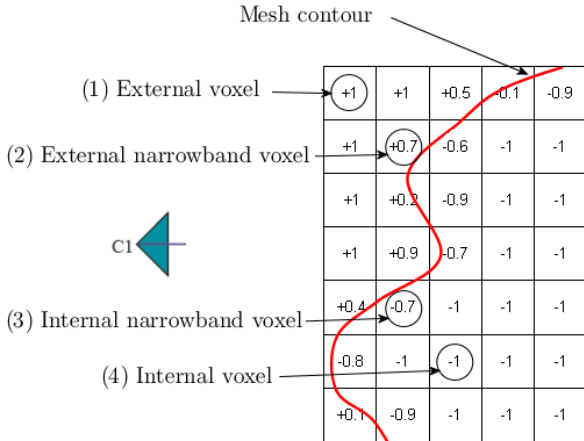 Mesh contour
(1) External voxel
+1 +1 +0.5 -0.1 -0.9
(2) External narrowband voxel
+1 +0.7 -0.6 -1 -1
+1 +0.2 -0.9 -1 -1
C1
+1 +0.9 -0.7 -1 -1
+0.4 -0.7 -1 -1 -1
(3) Internal narrowband voxel
-0.8 -1 -1 -1 -1
(4) Internal voxel
+0.1 -0.9 -1 -1 -1